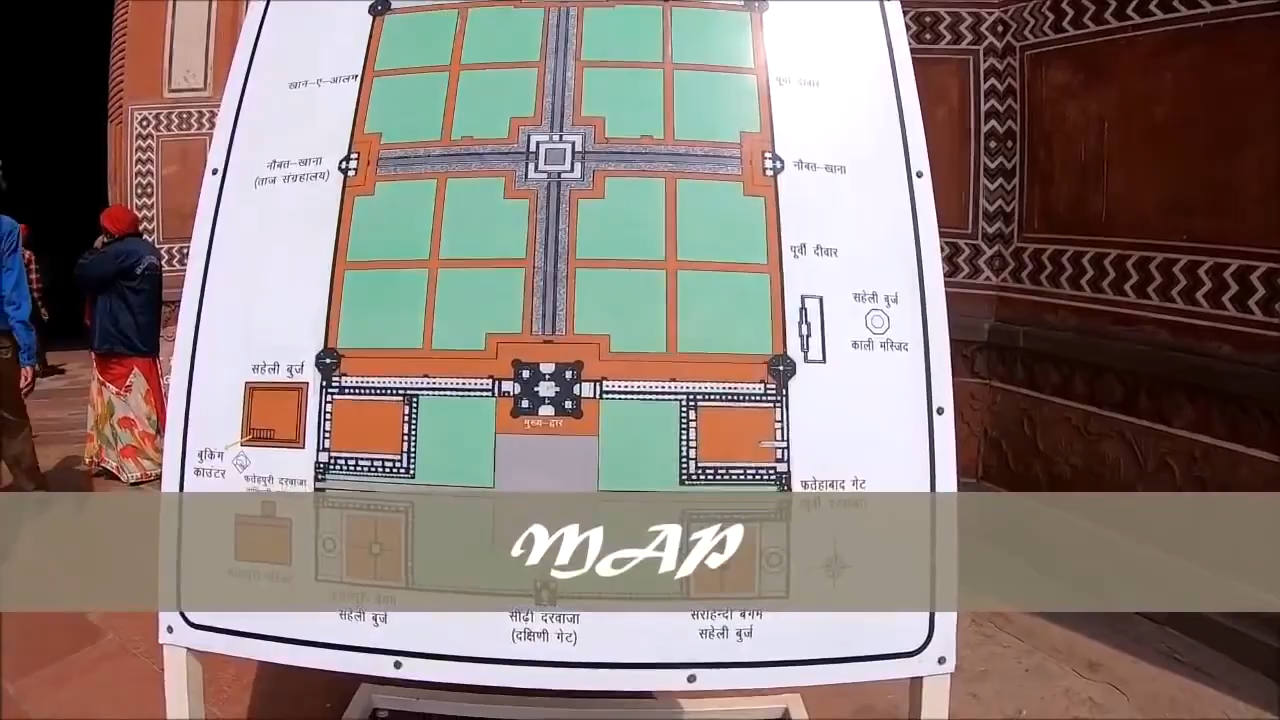 खान-ए-आलम
पूर्वी दीवार
नौबत-खाना
(ताज संग्रहालय)
नौबत-खाना
पूर्वी दीवार
सहेली बुर्ज
काली मस्जिद
सहेली बुर्ज
मुख्य-द्वार
बुकिंग
काउंटर
फतेहपुरी दरवाजा
फतेहाबाद गेट
MAP
सहेली बुर्ज
सीढ़ी दरवाजा
(दक्षिणी गेट)
सरहिन्दी बेगम
सहेली बुर्ज